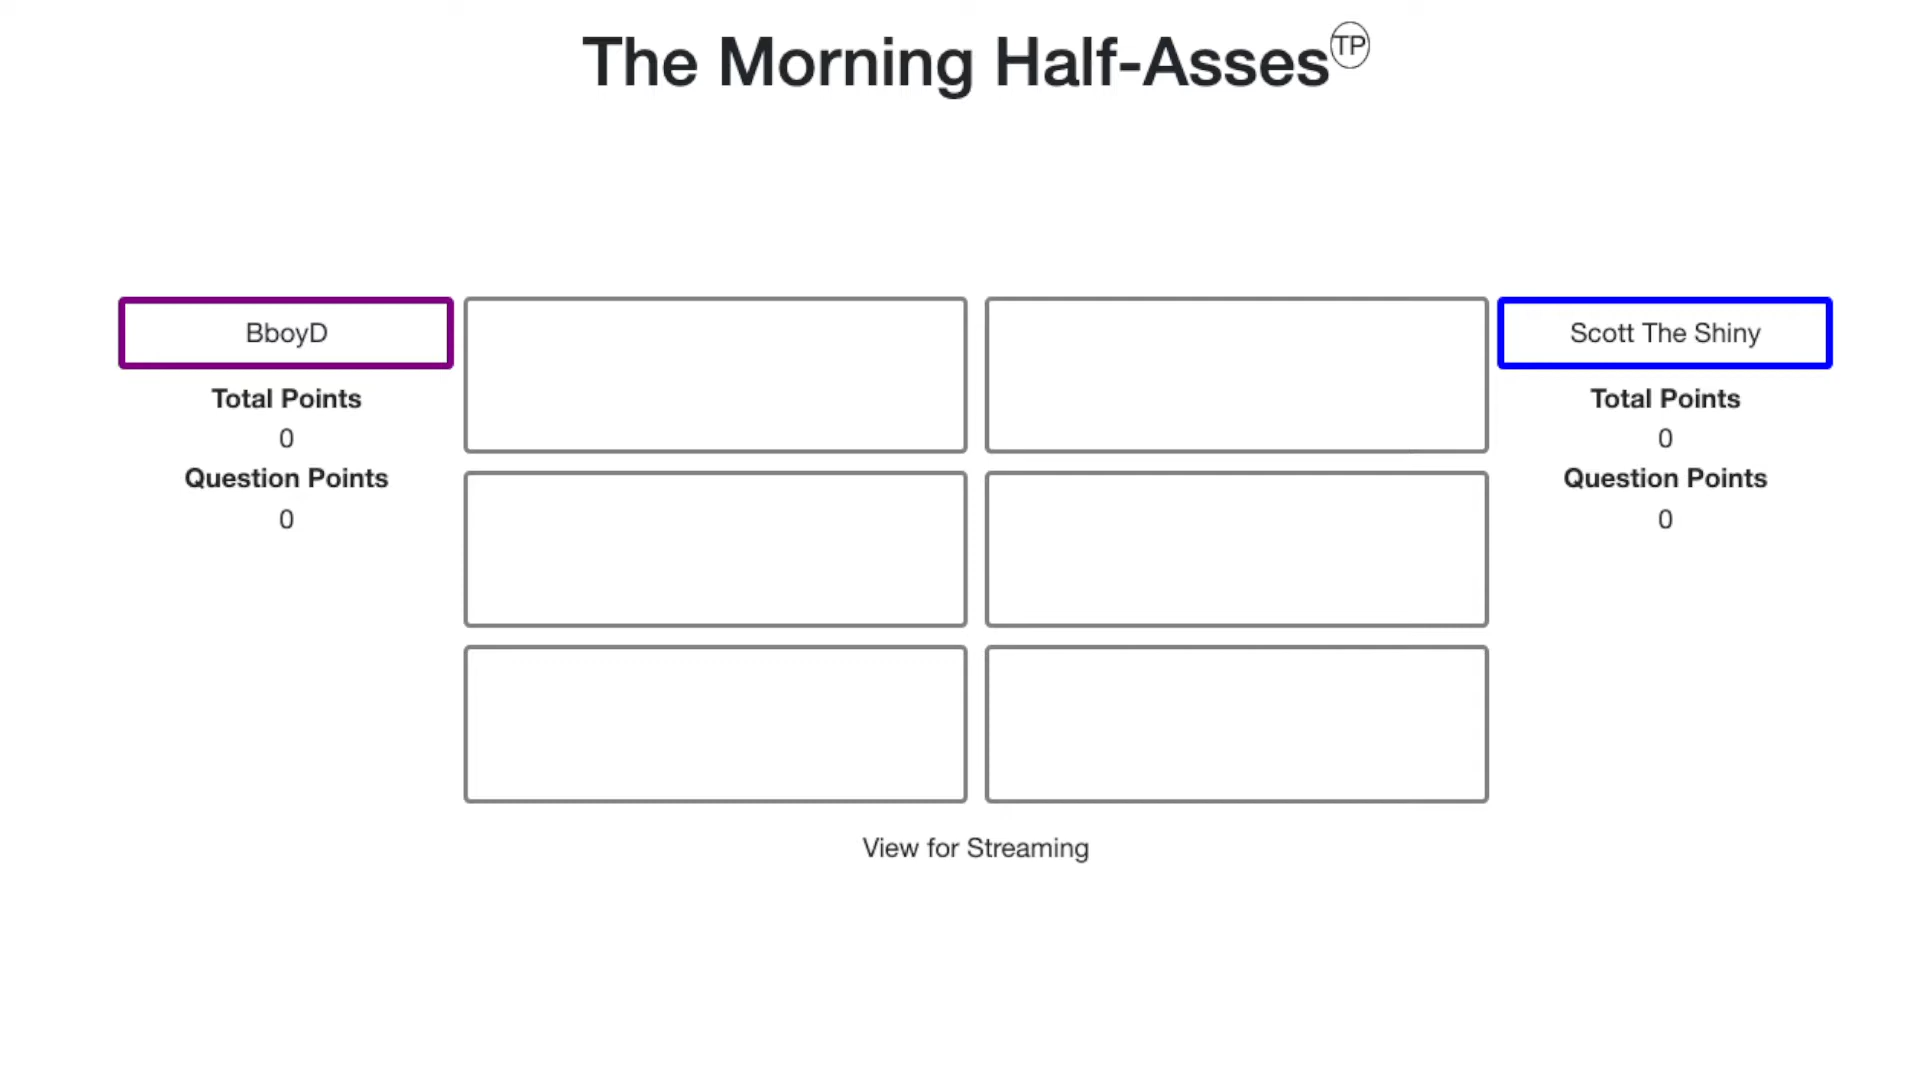 The Morning Half-Asses TP
BboyD
Total Points
0
Question Points
0
Scott The Shiny
Total Points
0
Question Points
0
View for Streaming